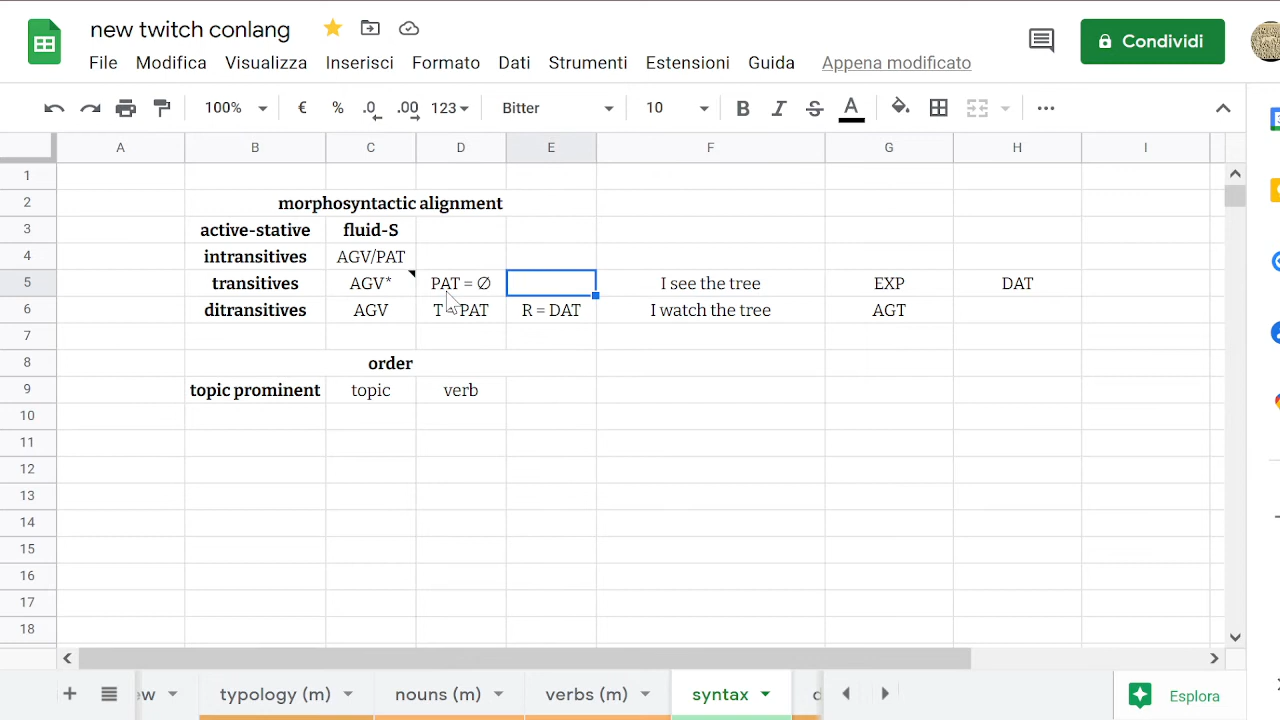 new twitch conlang
File Modifica Visualizza Inserisci Formato Dati Strumenti Estensioni Guida Appena modificato
Condividi
100% € % .0 .00 123 Bitter 10 B I S A
A B C D E F G H I
1
2 morphosyntactic alignment
3 active-stative fluid-S
4 intransitives AGV/PAT
5 transitives AGV* PAT = ∅ I see the tree EXP DAT
6 ditransitives AGV T PAT R = DAT I watch the tree AGT
7
8 order
9 topic prominent topic verb
10
11
12
13
14
15
16
17
18
typology (m) nouns (m) verbs (m) syntax
Esplora